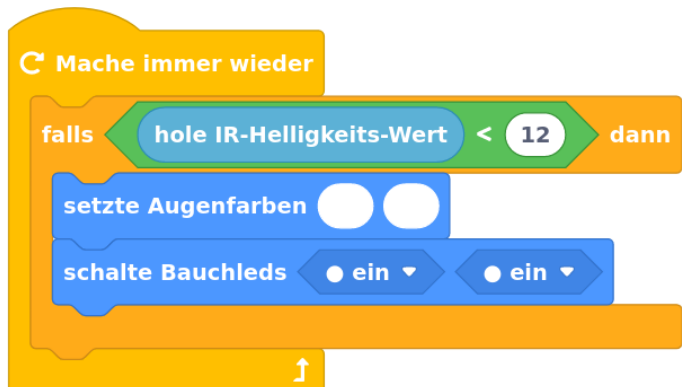 Mache immer wieder
falls hole IR-Helligkeits-Wert < 12 dann
setzte Augenfarben
schalte Bauchleds ein ein